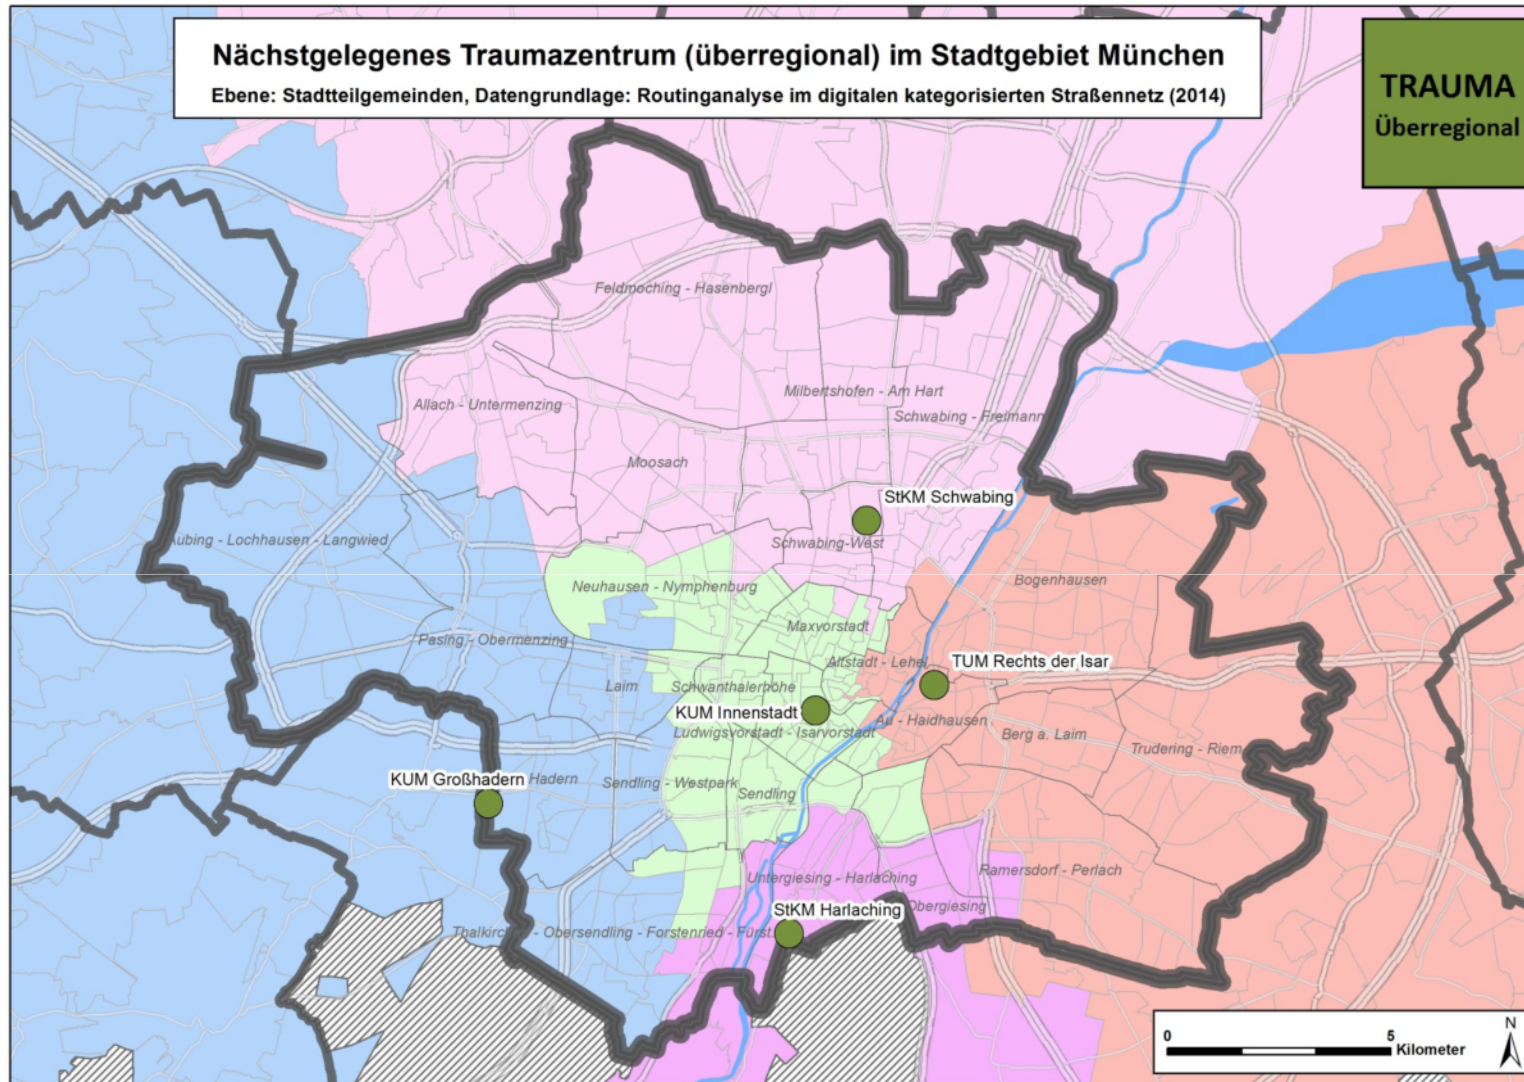 Nächstgelegenes Traumazentrum (überregional) im Stadtgebiet München
Ebene: Stadtteilgemeinden, Datengrundlage: Routinganalyse im digitalen kategorisierten Straßennetz (2014)
TRAUMA
Überregional
Feldmoching - Hasenbergl
Milbertshofen - Am Hart
Allach - Untermenzing
Schwabing - Freimann
Moosach
StKM Schwabing
Aubing - Lochhausen - Langwied
Schwabing-West
Neuhausen - Nymphenburg
Bogenhausen
Maxvorstadt
Pasing - Obermenzing
Altstadt - Lehel
TUM Rechts der Isar
Laim
Schwanthalerhöhe
KUM Innenstadt
Au - Haidhausen
Ludwigsvorstadt - Isarvorstadt
Berg a. Laim
Trudering - Riem
KUM Großhadern
Hadern
Sendling - Westpark
Sendling
Untergiesing - Harlaching
Ramersdorf - Perlach
StKM Harlaching
Obergiesing
- Obersendling - Forstenried - Fürst.
0
5
Kilometer
N